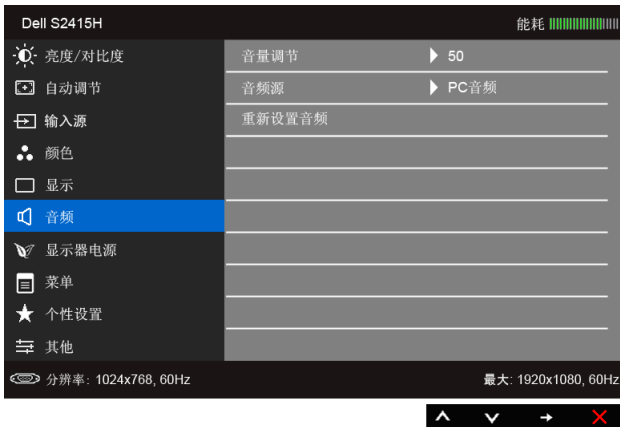 Dell S2415H 能耗
亮度/对比度 音量调节 50
自动调节 音频源 PC音频
输入源 重新设置音频
颜色
显示
音频
显示器电源
菜单
个性设置
其他
分辨率: 1024x768, 60Hz 最大: 1920x1080, 60Hz